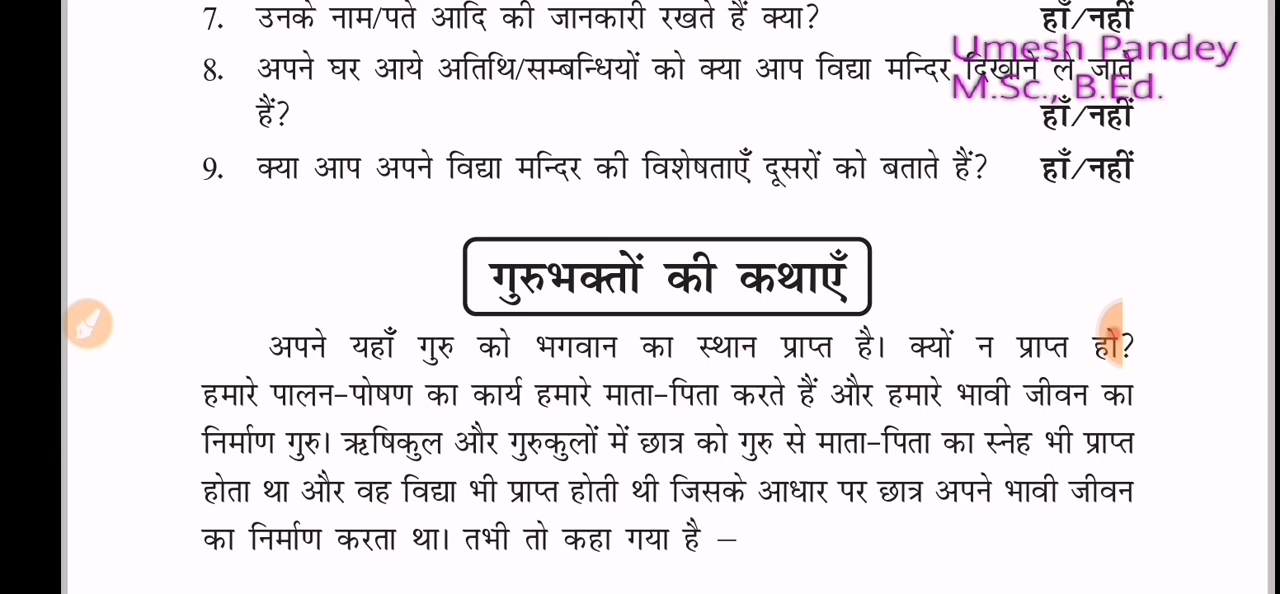 7. उनके नाम/पते आदि की जानकारी रखते हैं क्या? हाँ/नहीं
Umesh Pandey
8. अपने घर आये अतिथि/सम्बन्धियों को क्या आप विद्या मन्दिर दिखाने ले जाते
M.Sc., B.Ed.
हैं? हाँ/नहीं
9. क्या आप अपने विद्या मन्दिर की विशेषताएँ दूसरों को बताते हैं? हाँ/नहीं
गुरुभक्तों की कथाएँ
अपने यहाँ गुरु को भगवान का स्थान प्राप्त है। क्यों न प्राप्त हो?
हमारे पालन-पोषण का कार्य हमारे माता-पिता करते हैं और हमारे भावी जीवन का
निर्माण गुरु। ऋषिकुल और गुरुकुलों में छात्र को गुरु से माता-पिता का स्नेह भी प्राप्त
होता था और वह विद्या भी प्राप्त होती थी जिसके आधार पर छात्र अपने भावी जीवन
का निर्माण करता था। तभी तो कहा गया है –